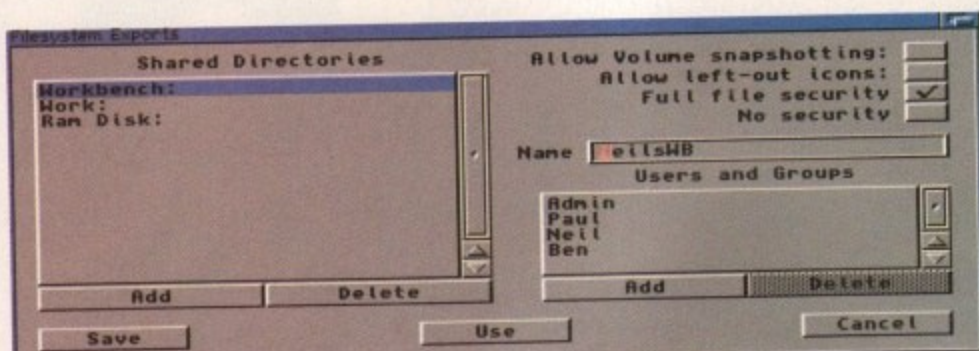 Filesystem Exports
Shared Directories
Workbench:
Work:
Ram Disk:
Add
Delete
Allow Volume snapshotting:
Allow left-out icons:
Full file security
No security
Name NeilsWB
Users and Groups
Admin
Paul
Neil
Ben
Add
Delete
Save
Use
Cancel